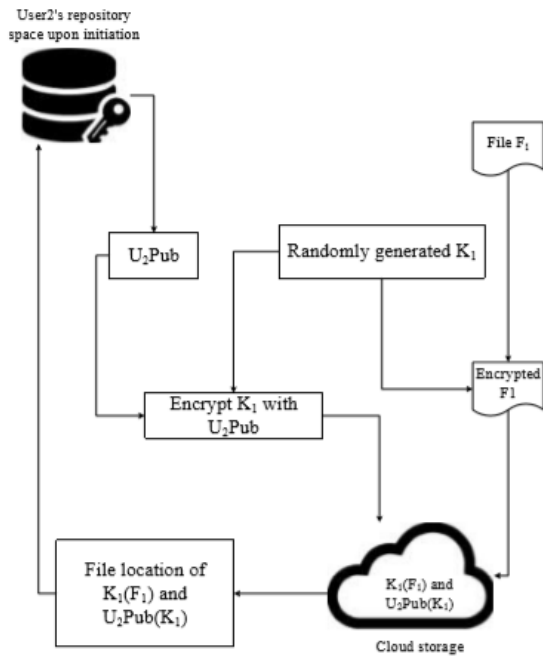 User2's repository
space upon initiation
File F₁
U₂Pub
Randomly generated K₁
Encrypted
F1
Encrypt K₁ with
U₂Pub
File location of
K₁(F₁) and
U₂Pub(K₁)
K₁(F₁) and
U₂Pub(K₁)
Cloud storage